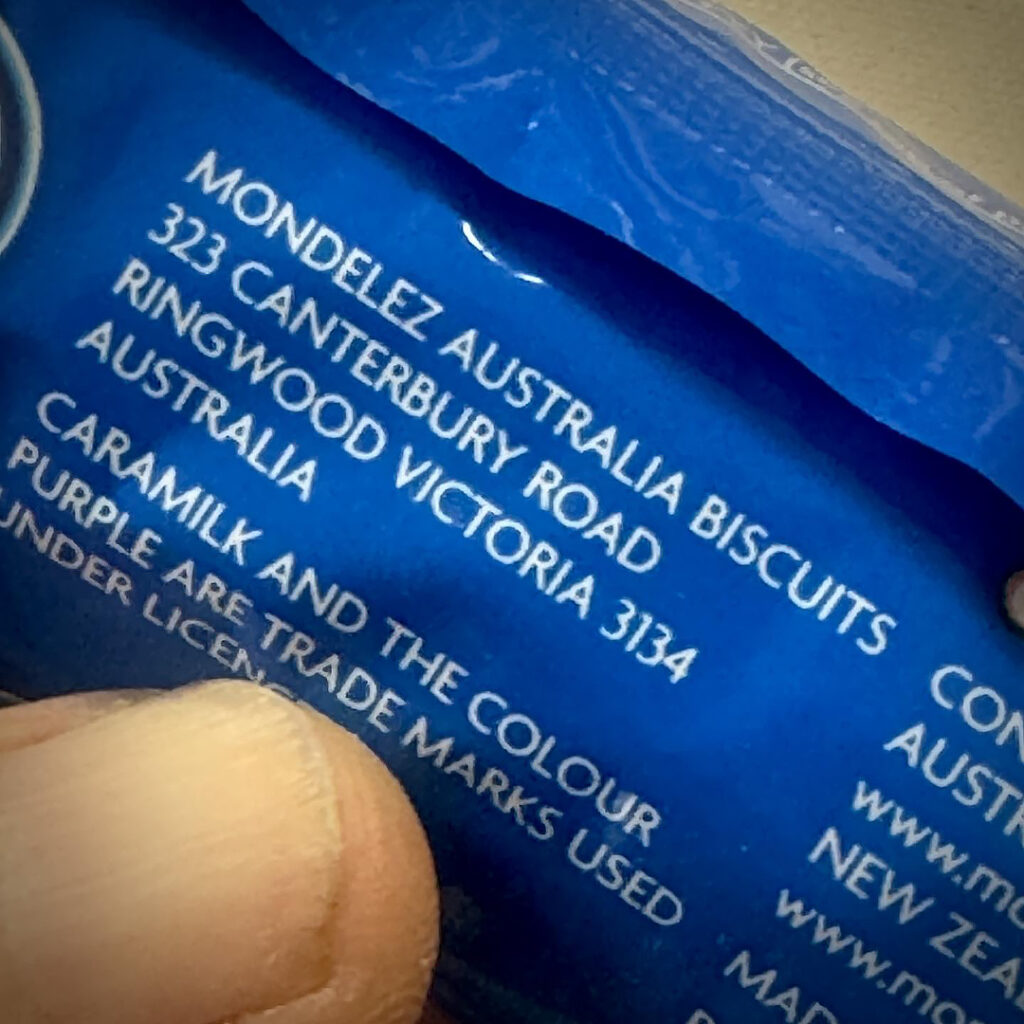 MONDELEZ AUSTRALIA BISCUITS
323 CANTERBURY ROAD
RINGWOOD VICTORIA 3134
AUSTRALIA
CARAMILK AND THE COLOUR
PURPLE ARE TRADE MARKS USED
UNDER
NEW